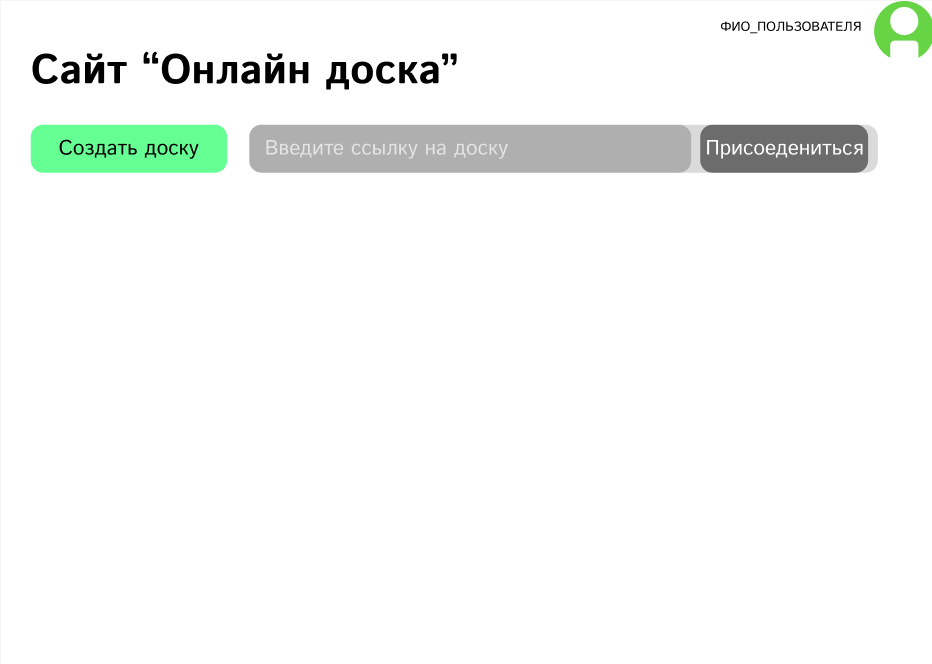 ФИО_ПОЛЬЗОВАТЕЛЯ
Сайт “Онлайн доска”
Создать доску
Введите ссылку на доску
Присоедениться